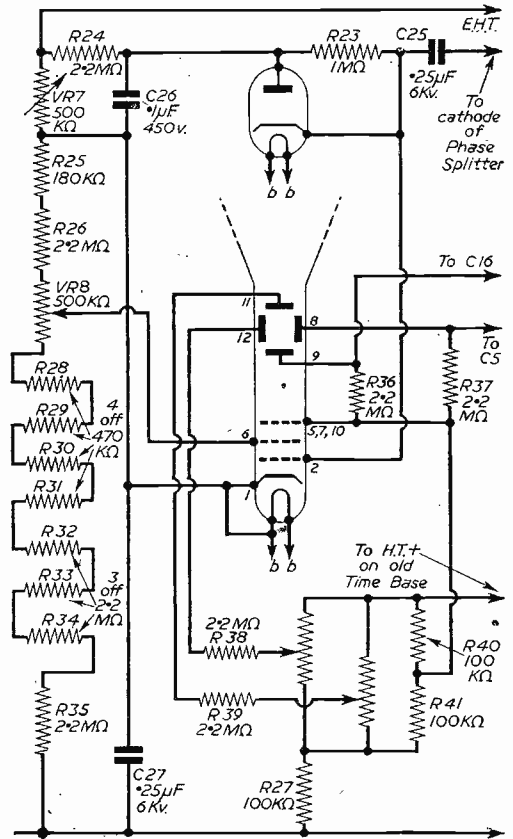 E.H.T.
R24
2·2MΩ
R23
1MΩ
C25
·25μF
6Kv.
To
cathode
of
Phase
Splitter
VR7
500
KΩ
C26
·1μF
450v.
b b
R25
180KΩ
R26
2·2MΩ
VR8
500KΩ
To C16
11
12
8
9
To
C5
R36
2·2
MΩ
R37
2·2
MΩ
R28
R29
R30
R31
4
off
470
KΩ
5,7,10
6
2
1
b b
R32
R33
R34
3
off
2·2
MΩ
To H.T.+
on old
Time Base
2·2MΩ
R38
R40
100
KΩ
R39
2·2MΩ
R41
100KΩ
R35
2·2MΩ
C27
·25μF
6Kv.
R27
100KΩ